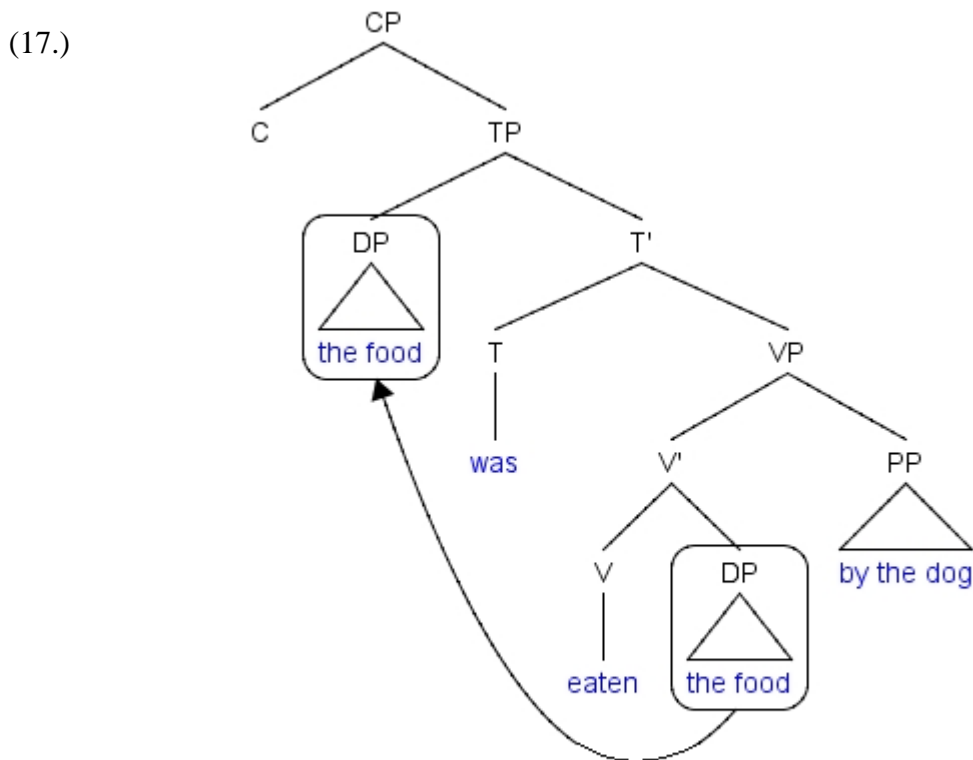 CP
(17.)
C TP
DP T'
the food T VP
was V' PP
V DP by the dog
eaten the food